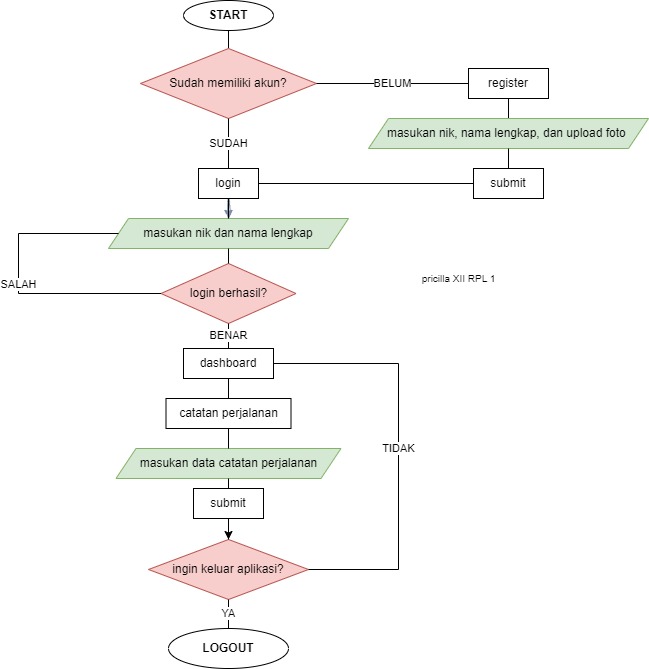 START
Sudah memiliki akun?
BELUM
register
masukan nik, nama lengkap, dan upload foto
SUDAH
login
submit
masukan nik dan nama lengkap
SALAH
login berhasil?
pricilla XII RPL 1
BENAR
dashboard
catatan perjalanan
TIDAK
masukan data catatan perjalanan
submit
ingin keluar aplikasi?
YA
LOGOUT